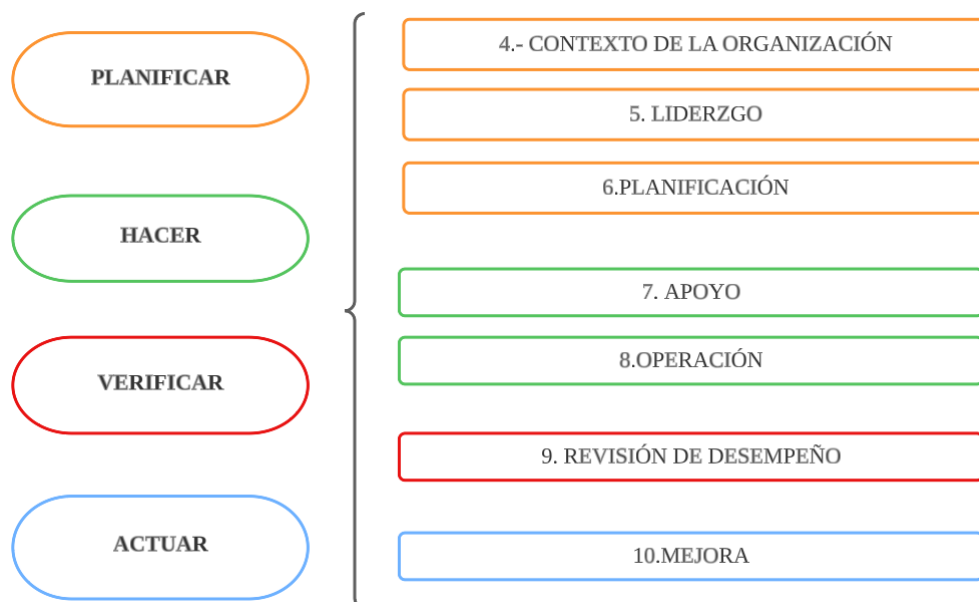 PLANIFICAR
HACER
VERIFICAR
ACTUAR
4.- CONTEXTO DE LA ORGANIZACIÓN
5. LIDERZGO
6.PLANIFICACIÓN
7. APOYO
8.OPERACIÓN
9. REVISIÓN DE DESEMPEÑO
10.MEJORA